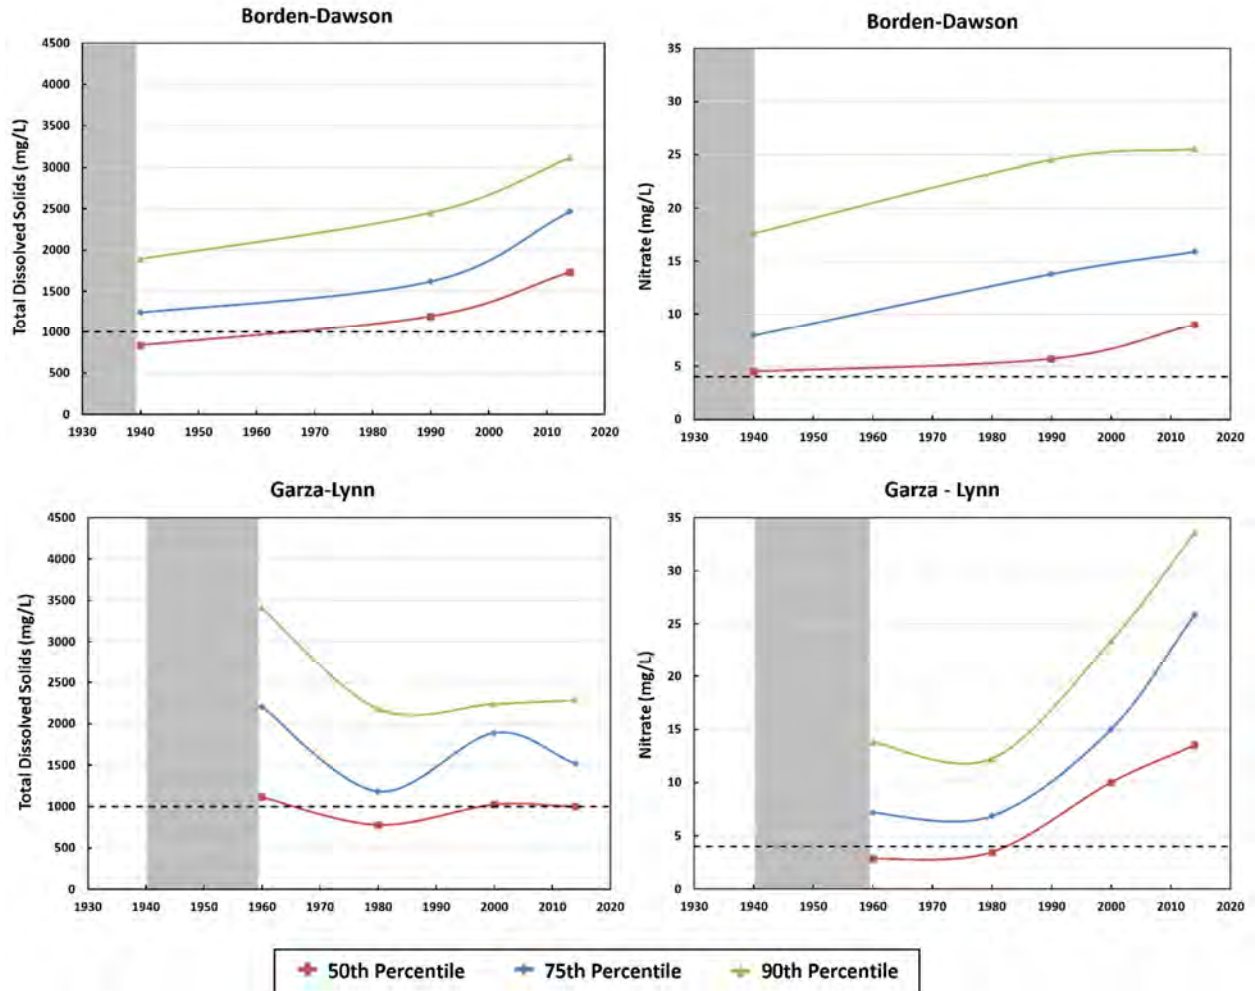 Borden-Dawson
Total Dissolved Solids (mg/L)
4500
4000
3500
3000
2500
2000
1500
1000
500
0
1930 1940 1950 1960 1970 1980 1990 2000 2010 2020
Borden-Dawson
Nitrate (mg/L)
35
30
25
20
15
10
5
0
1930 1940 1950 1960 1970 1980 1990 2000 2010 2020
Garza-Lynn
Total Dissolved Solids (mg/L)
4500
4000
3500
3000
2500
2000
1500
1000
500
0
1930 1940 1950 1960 1970 1980 1990 2000 2010 2020
Garza - Lynn
Nitrate (mg/L)
35
30
25
20
15
10
5
0
1930 1940 1950 1960 1970 1980 1990 2000 2010 2020
50th Percentile 75th Percentile 90th Percentile